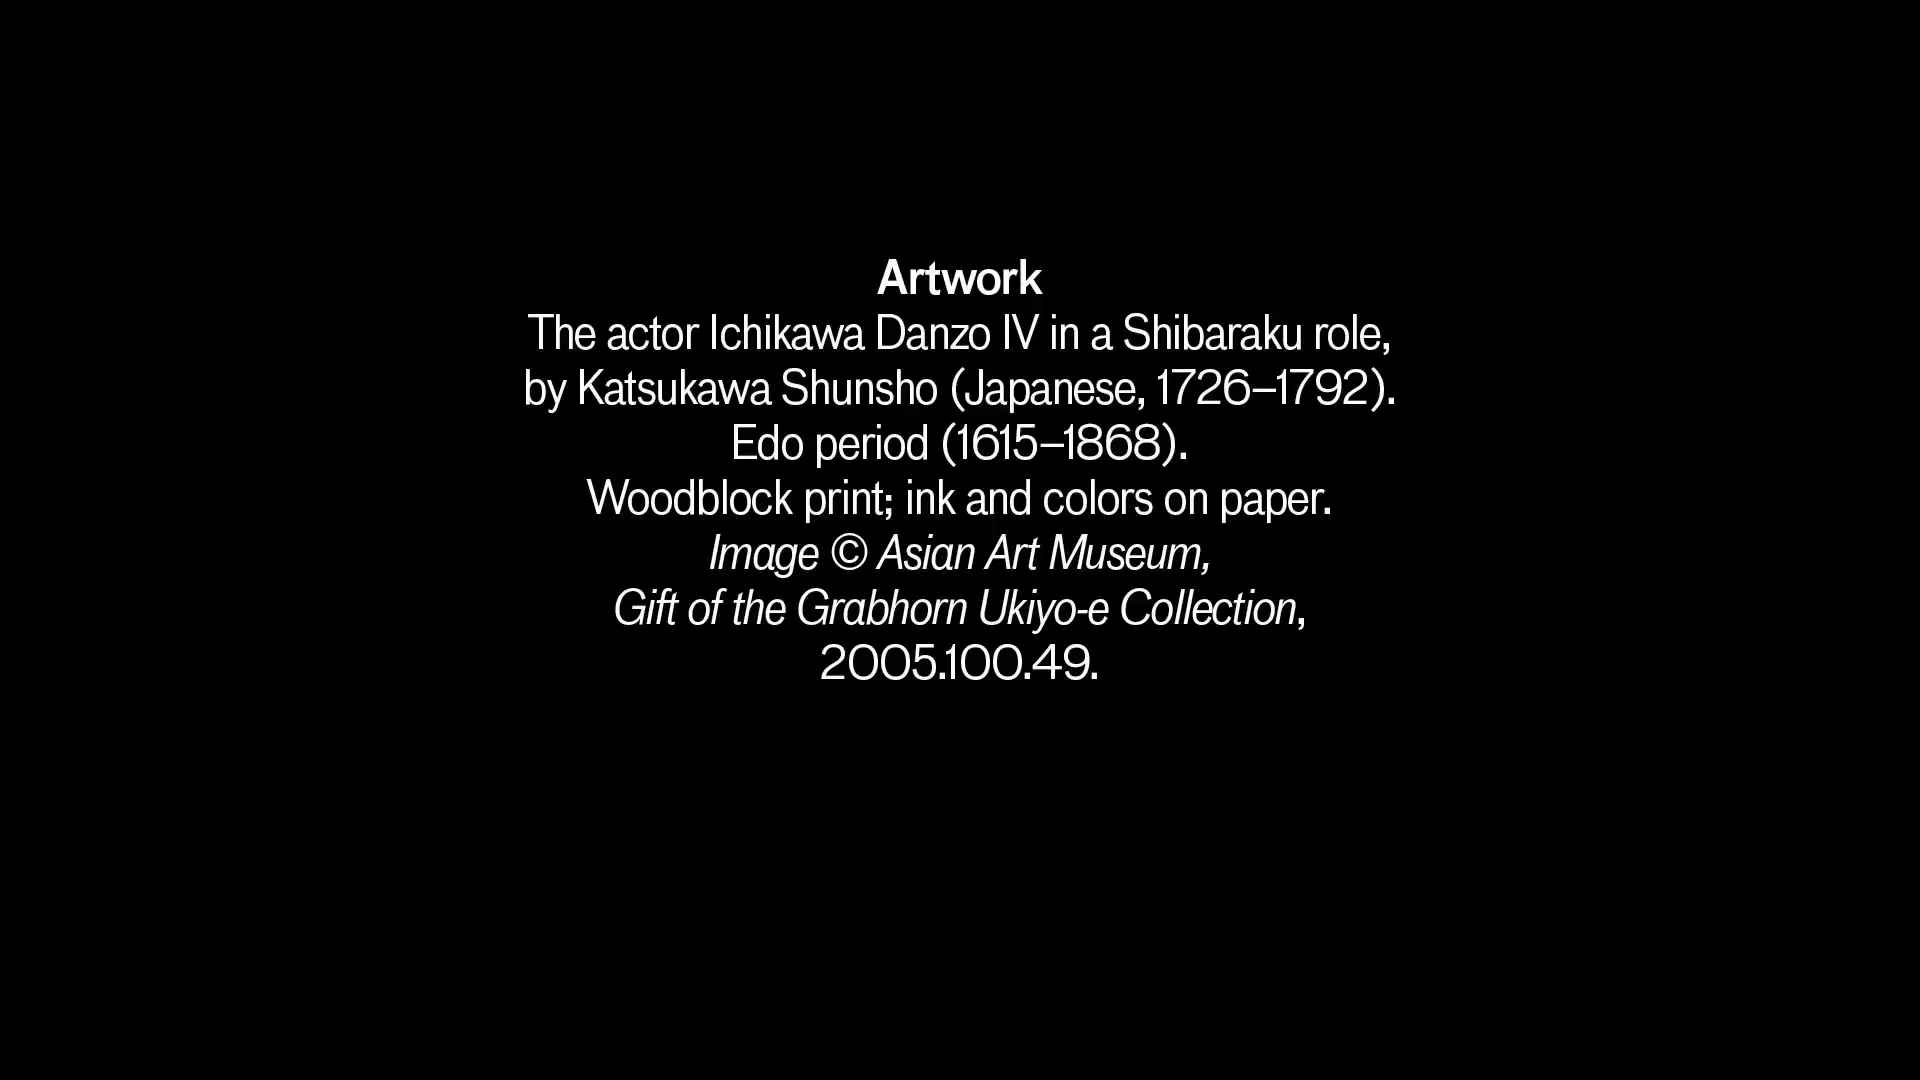 Artwork
The actor Ichikawa Danzo IV in a Shibaraku role,
by Katsukawa Shunsho (Japanese, 1726–1792).
Edo period (1615–1868).
Woodblock print; ink and colors on paper.
Image © Asian Art Museum,
Gift of the Grabhorn Ukiyo-e Collection,
2005.100.49.